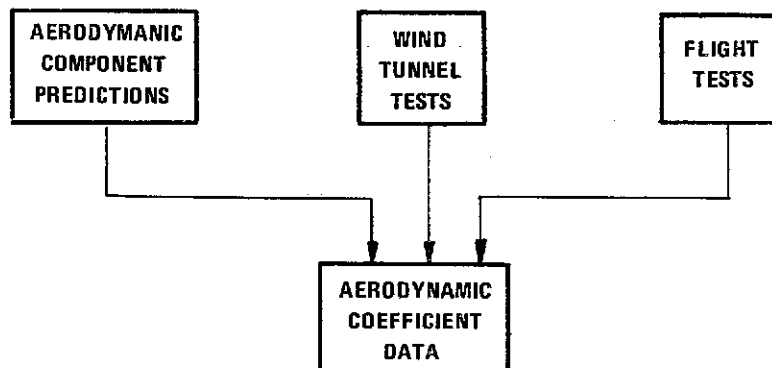 AERODYMANIC
COMPONENT
PREDICTIONS
WIND
TUNNEL
TESTS
FLIGHT
TESTS
AERODYNAMIC
COEFFICIENT
DATA